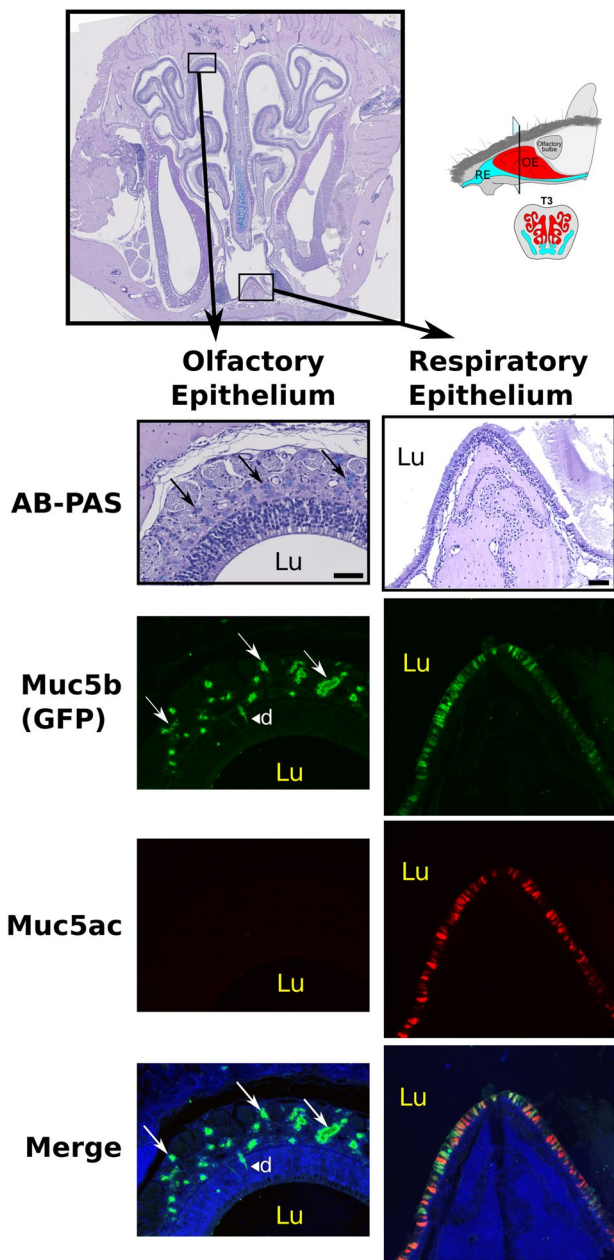 Olfactory
bulbe
OE
RE
T3
Olfactory
Epithelium
Respiratory
Epithelium
AB-PAS
Lu
Lu
Muc5b
(GFP)
d
Lu
Lu
Muc5ac
Lu
Lu
Merge
d
Lu
Lu